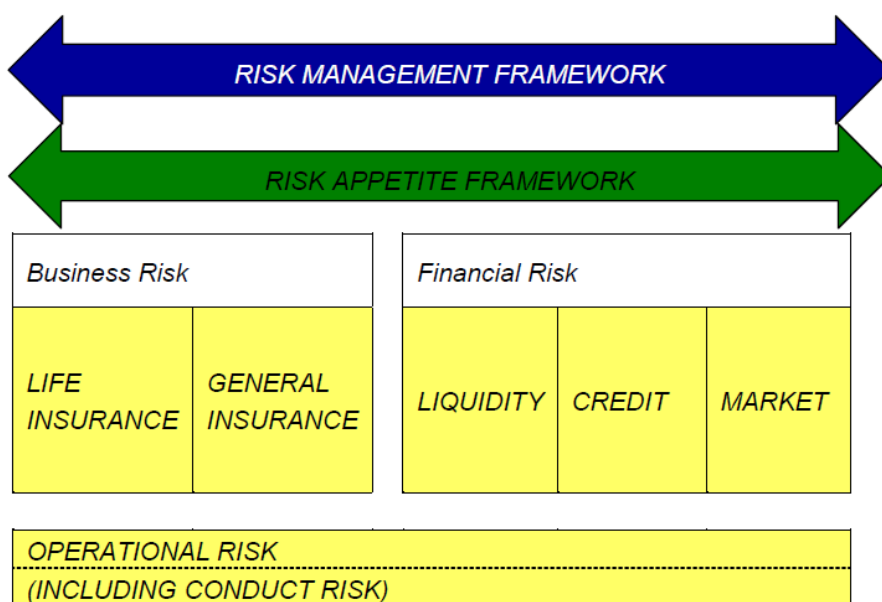 RISK MANAGEMENT FRAMEWORK
RISK APPETITE FRAMEWORK
Business Risk
Financial Risk
LIFE
INSURANCE
GENERAL
INSURANCE
LIQUIDITY
CREDIT
MARKET
OPERATIONAL RISK
(INCLUDING CONDUCT RISK)